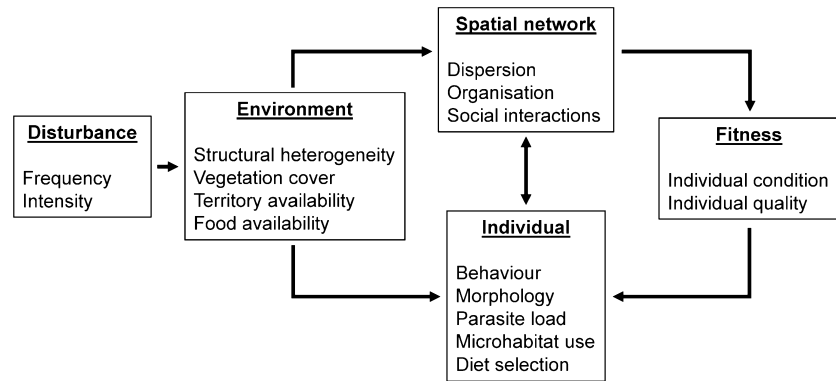 Disturbance
Frequency
Intensity
Environment
Structural heterogeneity
Vegetation cover
Territory availability
Food availability
Spatial network
Dispersion
Organisation
Social interactions
Individual
Behaviour
Morphology
Parasite load
Microhabitat use
Diet selection
Fitness
Individual condition
Individual quality